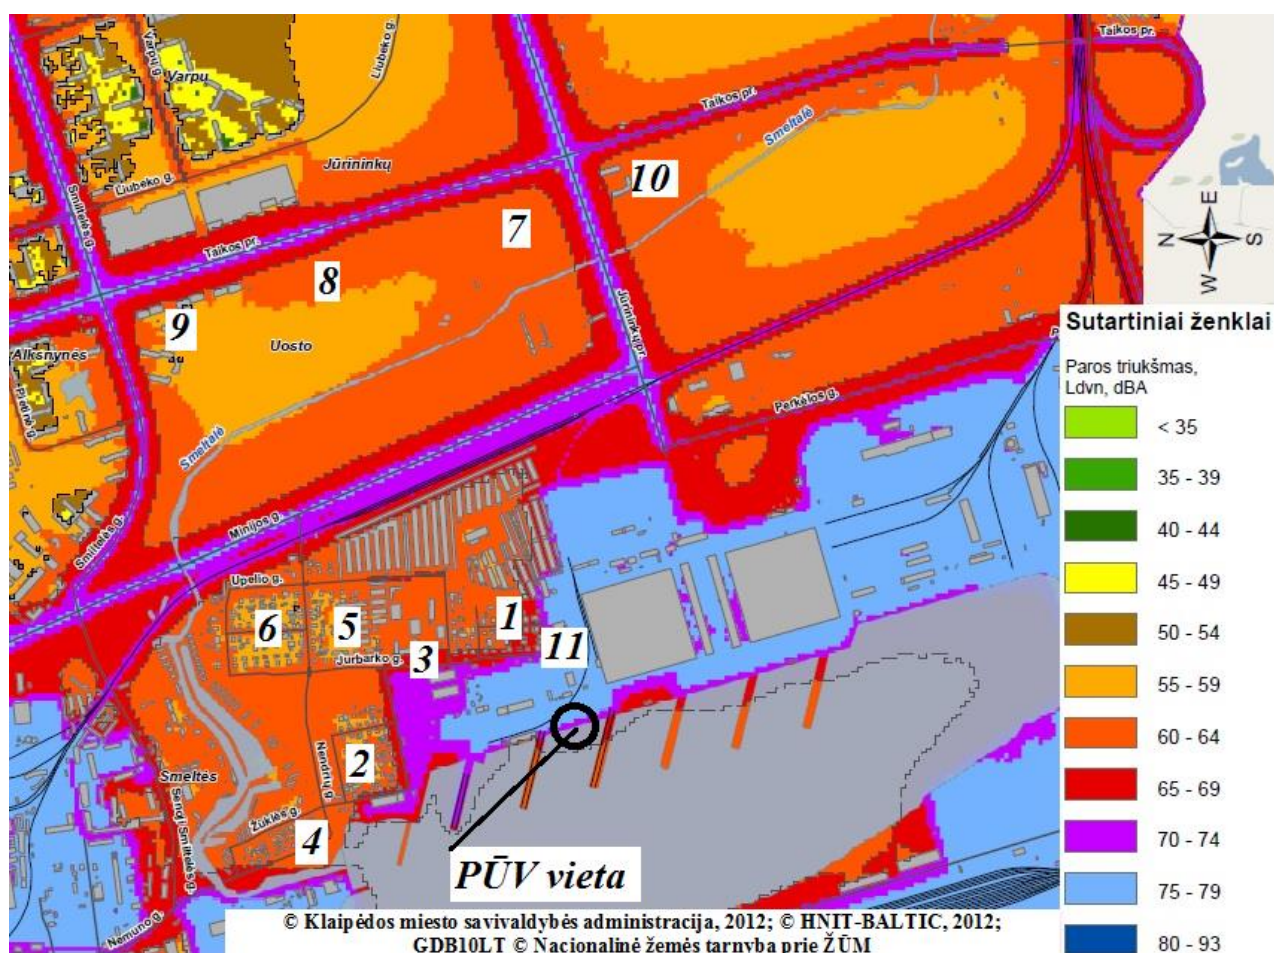 Taikos pr.
Varpų g.
Liubeko g.
Varpu
Taikos pr.
Smeltalė
Jūrininkų
10
Liubeko g.
Smiltelės g.
7
Taikos pr.
8
E
N
S
W
9
Uosto
Jūrininkų pr.
Alksnynės
Sutartiniai ženklai
Paros triukšmas,
Ldvn, dBA
< 35
35 - 39
40 - 44
45 - 49
50 - 54
55 - 59
60 - 64
65 - 69
70 - 74
75 - 79
80 - 93
Perkėlos g.
Smeltalė
Minijos g.
Smiltelės g.
Upelio g.
6
5
1
11
Jurbarko g.
3
Nendrių g.
2
Smeltės
Senoji Smiltelės g.
Žūklės g.
4
PŪV vieta
Nemuno g.
© Klaipėdos miesto savivaldybės administracija, 2012; © HNIT-BALTIC, 2012;
GDB10LT © Nacionalinė žemės tarnyba prie ŽŪM